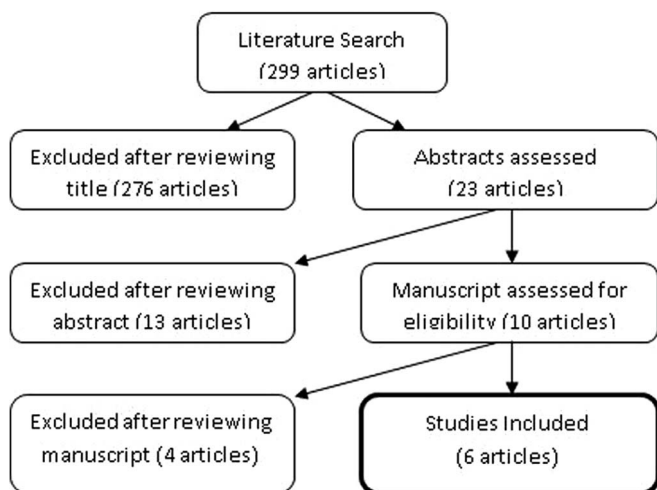 Literature Search
(299 articles)
Excluded after reviewing
title (276 articles)
Abstracts assessed
(23 articles)
Excluded after reviewing
abstract (13 articles)
Manuscript assessed for
eligibility (10 articles)
Excluded after reviewing
manuscript (4 articles)
Studies Included
(6 articles)